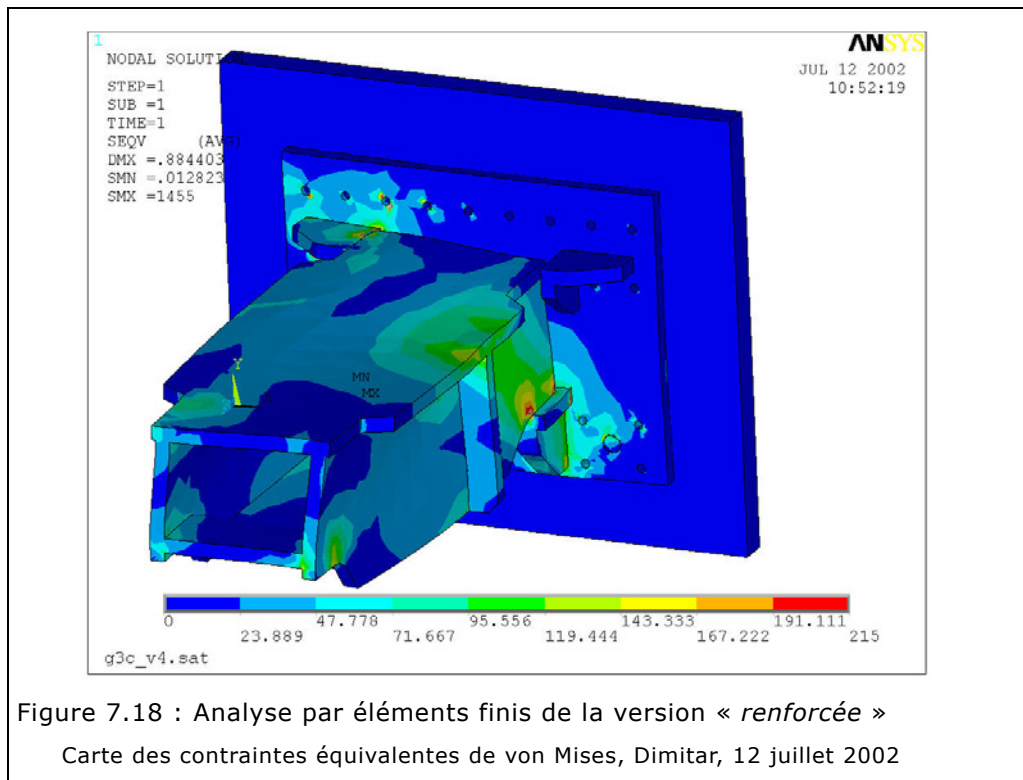 1
NODAL SOLUTI
STEP=1
SUB =1
TIME=1
SEQV (AVG)
DMX =.884403
SMN =.012823
SMX =1455
ANSYS
JUL 12 2002
10:52:19
Y
MN
MX
0 47.778 95.556 143.333 191.111
23.889 71.667 119.444 167.222 215
g3c_v4.sat
Figure 7.18 : Analyse par éléments finis de la version « renforcée »
Carte des contraintes équivalentes de von Mises, Dimitar, 12 juillet 2002